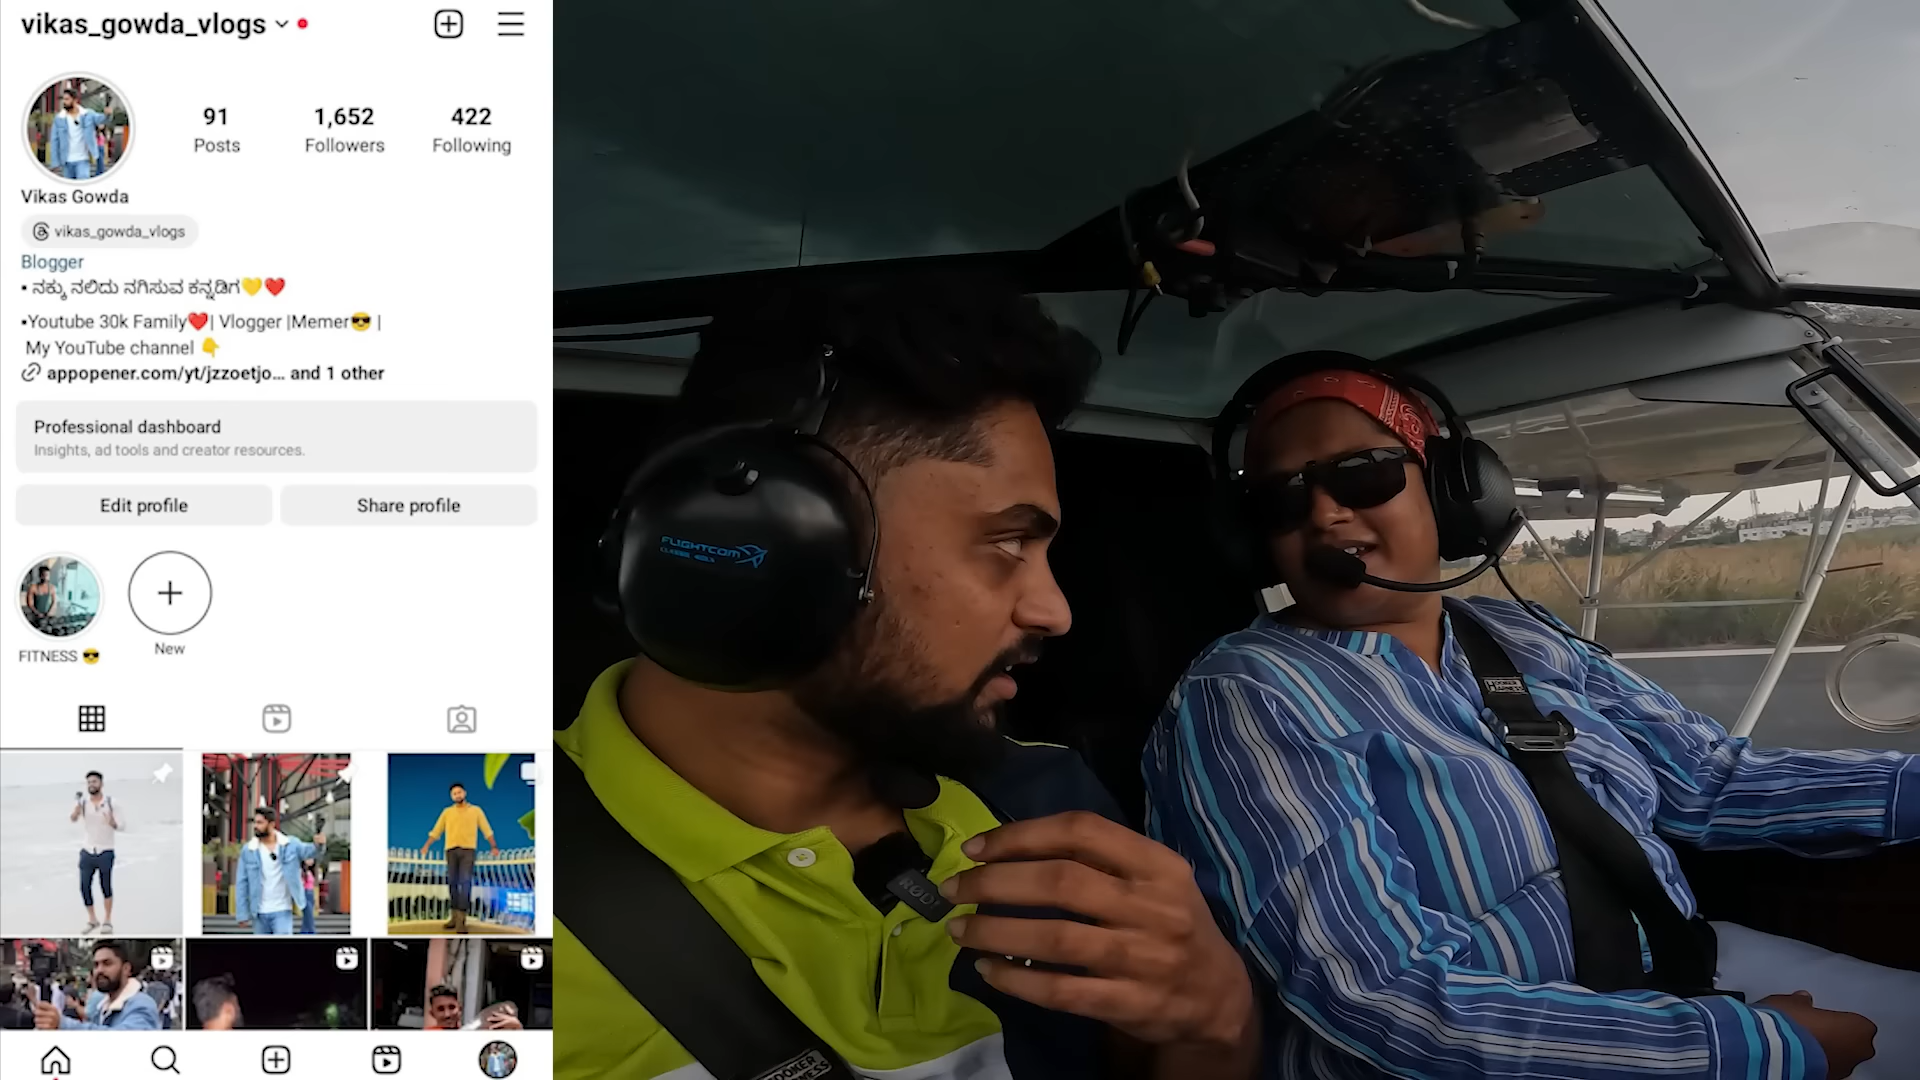 vikas_gowda_vlogs
91
Posts
1,652
Followers
422
Following
Vikas Gowda
vikas_gowda_vlogs
Blogger
• ನಕ್ಕು ನಲಿದು ನಗಿಸುವ ಕನ್ನಡಿಗ💛❤️
•Youtube 30k Family❤️| Vlogger |Memer😎 |
My YouTube channel 👇
appopener.com/yt/jzzoetjo... and 1 other
Professional dashboard
Insights, ad tools and creator resources.
Edit profile
Share profile
FITNESS 😎
New
FLIGHTCOM
RØDE